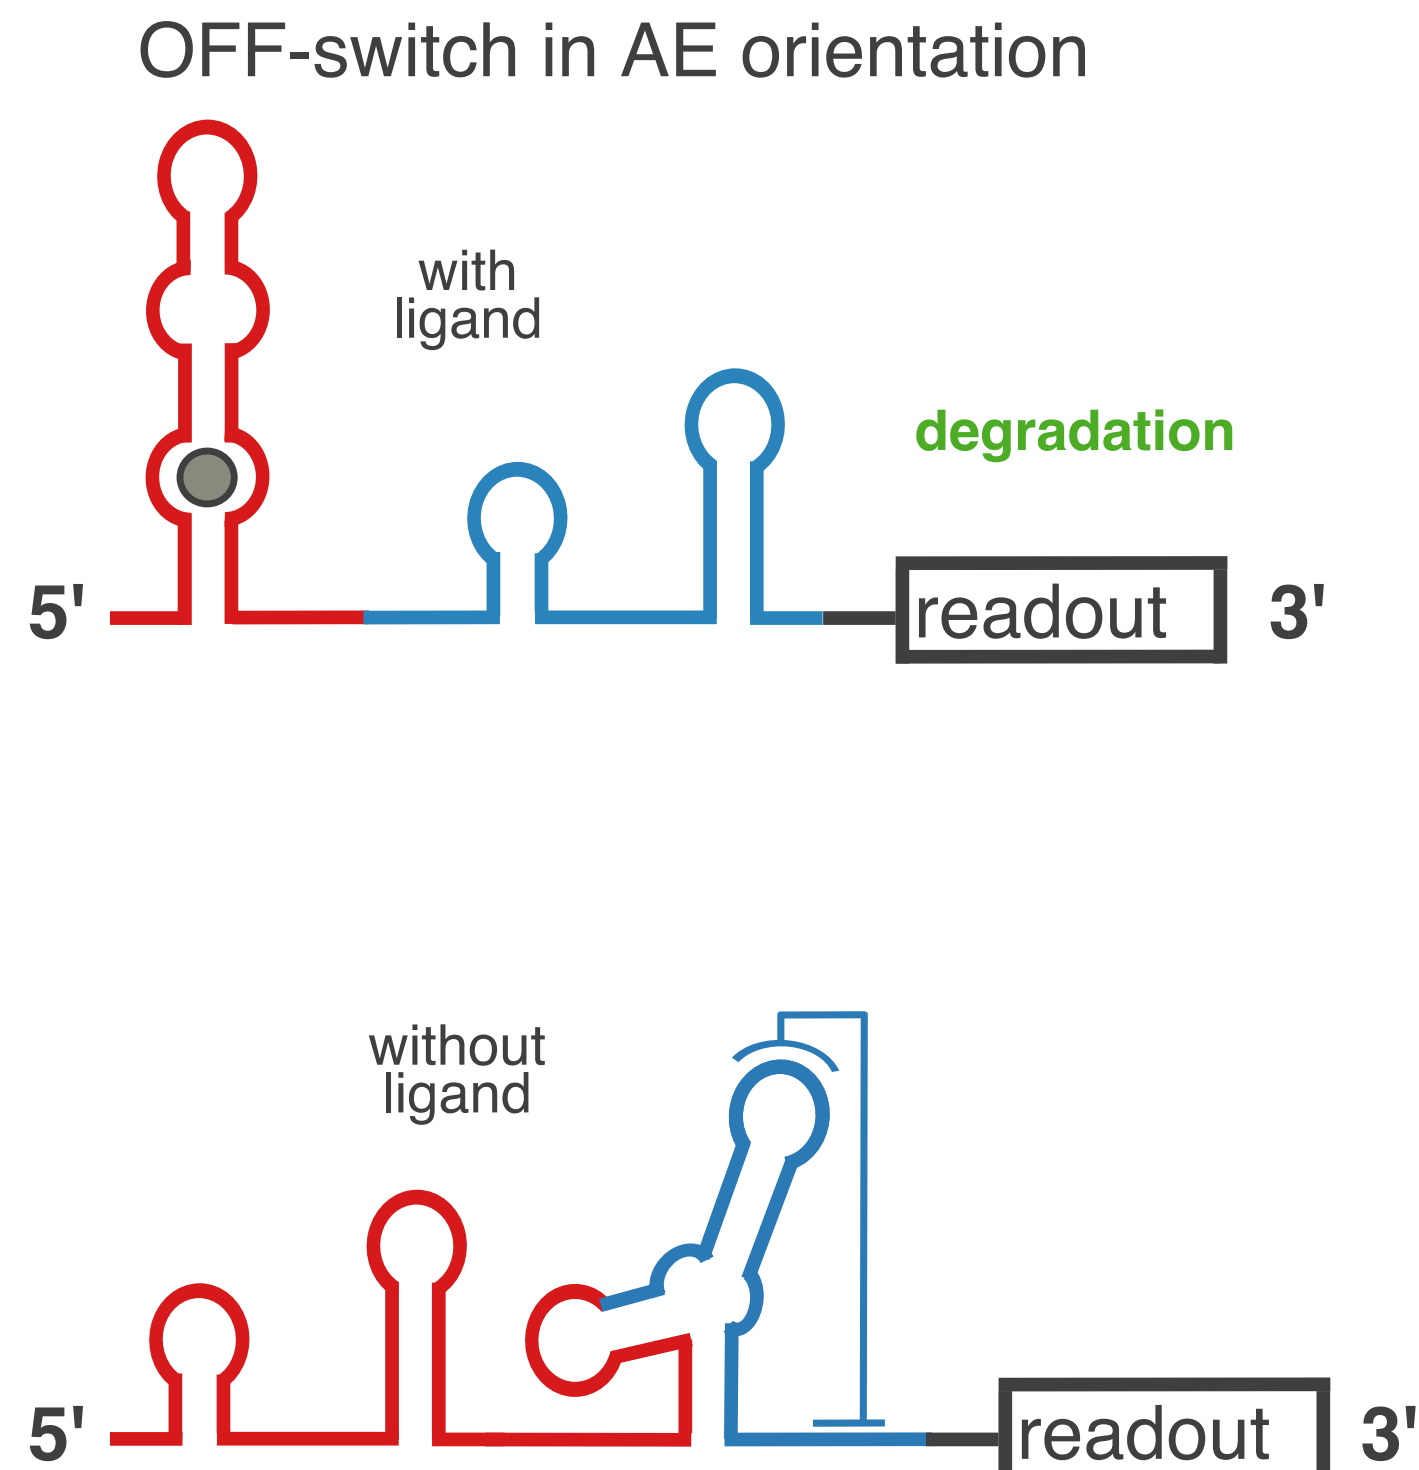 OFF-switch in AE orientation
with
ligand
degradation
5'
readout
3'
without
ligand
5'
readout
3'